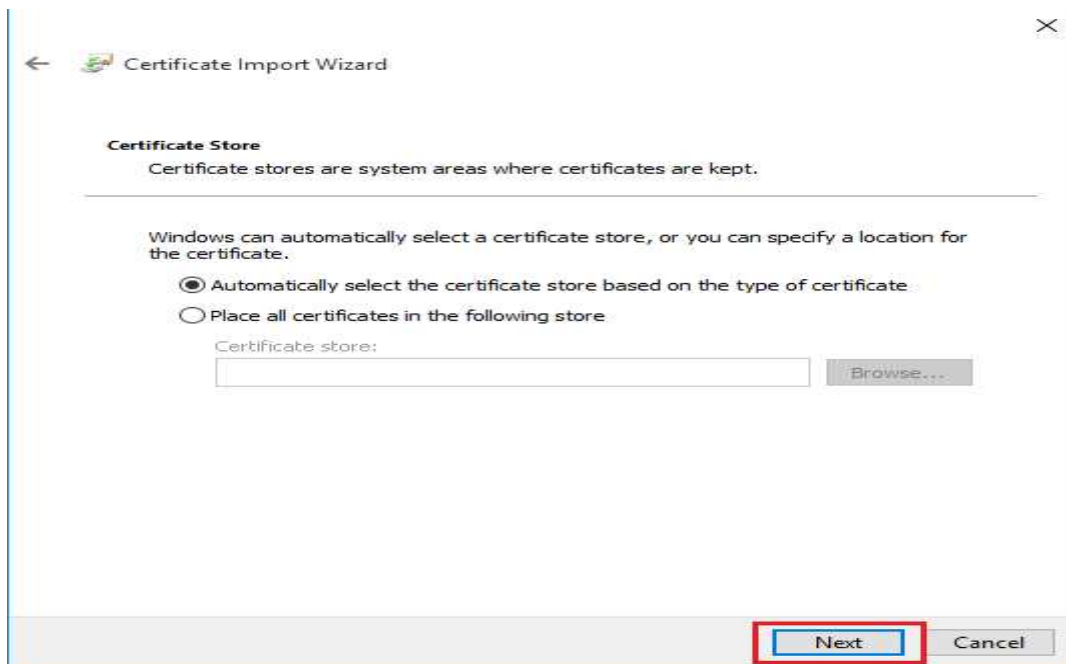 Certificate Import Wizard
Certificate Store
Certificate stores are system areas where certificates are kept.
Windows can automatically select a certificate store, or you can specify a location for
the certificate.
Automatically select the certificate store based on the type of certificate
Place all certificates in the following store
Certificate store:
Browse...
Next
Cancel